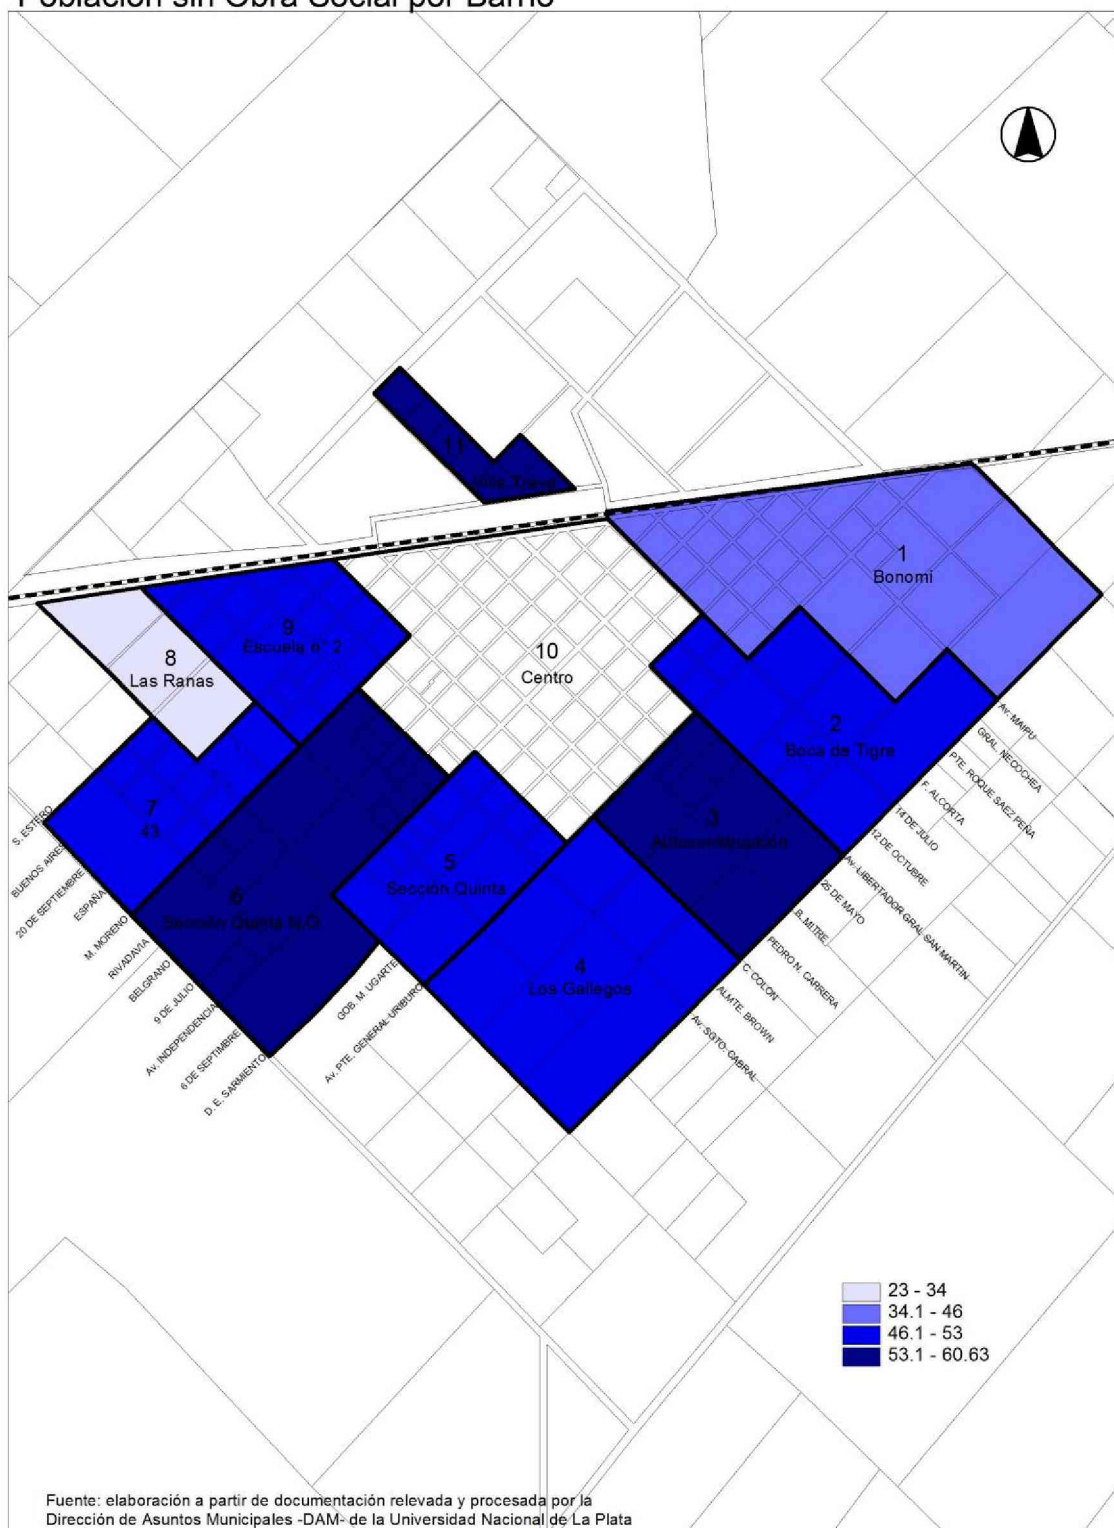 Población sin Obra Social por Barrio
11
Villa Trava
1
Bonomi
9
Escuela n° 2
8
Las Ranas
10
Centro
2
Boca de Tigre
7
43
3
Autoconstrucción
5
Sección Quinta
6
Sección Quinta N.O.
4
Los Gallegos
S. ESTERO
BUENOS AIRES
20 DE SEPTIEMBRE
ESPAÑA
M. MORENO
RIVADAVIA
BELGRANO
9 DE JULIO
Av. INDEPENDENCIA
6 DE SEPTIEMBRE
D. E. SARMIENTO
GOB. M. UGARTE
Av. PTE. GENERAL URIBURO
Av. MAIPU
GRAL. NECOCHEA
PTE. ROQUE SAEZ PEÑA
F. ALCORTA
14 DE JULIO
12 DE OCTUBRE
Av. LIBERTADOR GRAL SAN MARTIN
25 DE MAYO
B. MITRE
PEDRO N. CARRERA
C. COLON
ALMTE. BROWN
Av. SGTO. CABRAL
23 - 34
34.1 - 46
46.1 - 53
53.1 - 60.63
Fuente: elaboración a partir de documentación relevada y procesada por la
Dirección de Asuntos Municipales -DAM- de la Universidad Nacional de La Plata